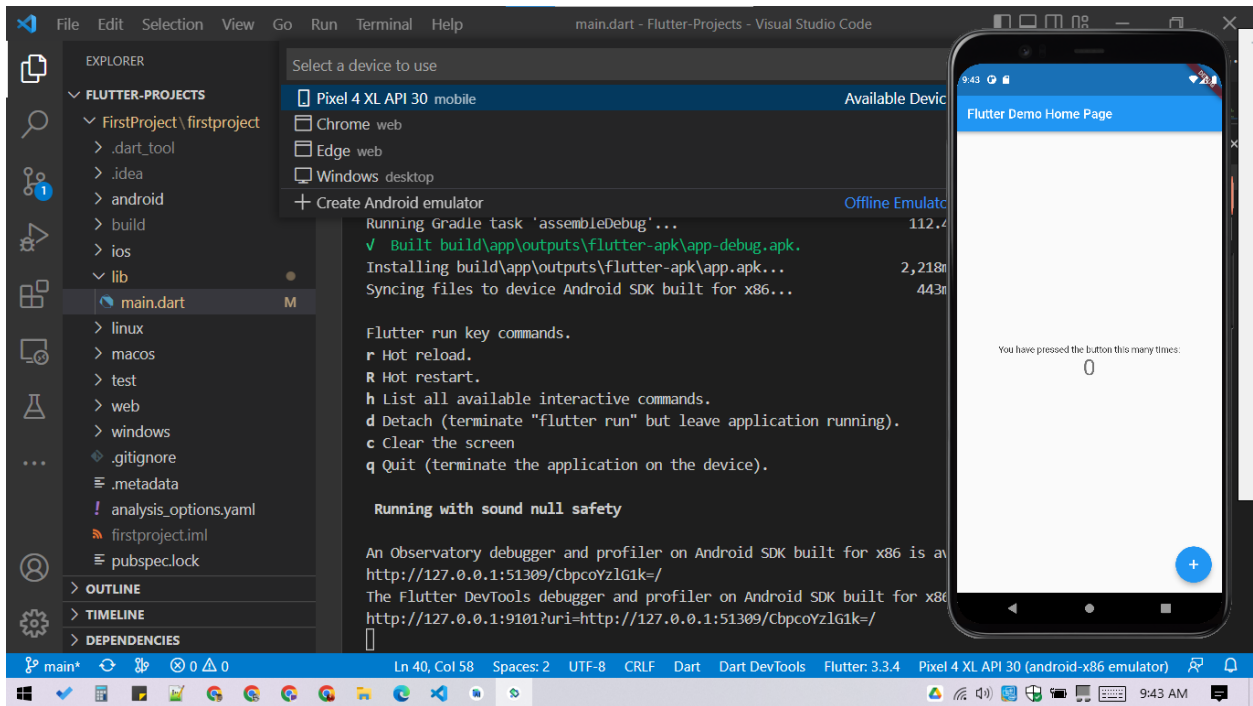 File Edit Selection View Go Run Terminal Help
main.dart - Flutter-Projects - Visual Studio Code
EXPLORER
FLUTTER-PROJECTS
FirstProject\firstproject
.dart_tool
.idea
android
build
ios
lib
main.dart M
linux
macos
test
web
windows
.gitignore
.metadata
! analysis_options.yaml
firstproject.iml
pubspec.lock
OUTLINE
TIMELINE
DEPENDENCIES
1
Select a device to use
Pixel 4 XL API 30 mobile Available Devic
Chrome web
Edge web
Windows desktop
Create Android emulator Offline Emulato
Running Gradle task 'assembleDebug'... 112.4
√ Built build\app\outputs\flutter-apk\app-debug.apk.
Installing build\app\outputs\flutter-apk\app.apk... 2,218m
Syncing files to device Android SDK built for x86... 443m
Flutter run key commands.
r Hot reload.
R Hot restart.
h List all available interactive commands.
d Detach (terminate "flutter run" but leave application running).
c Clear the screen
q Quit (terminate the application on the device).
Running with sound null safety
An Observatory debugger and profiler on Android SDK built for x86 is av
http://127.0.0.1:51309/CbpcoYzlG1k=/
The Flutter DevTools debugger and profiler on Android SDK built for x86
http://127.0.0.1:9101?uri=http://127.0.0.1:51309/CbpcoYzlG1k=/
9:43
Flutter Demo Home Page
You have pressed the button this many times:
0
+
main* 0 0
Ln 40, Col 58 Spaces: 2 UTF-8 CRLF Dart Dart DevTools Flutter: 3.3.4 Pixel 4 XL API 30 (android-x86 emulator)
9:43 AM